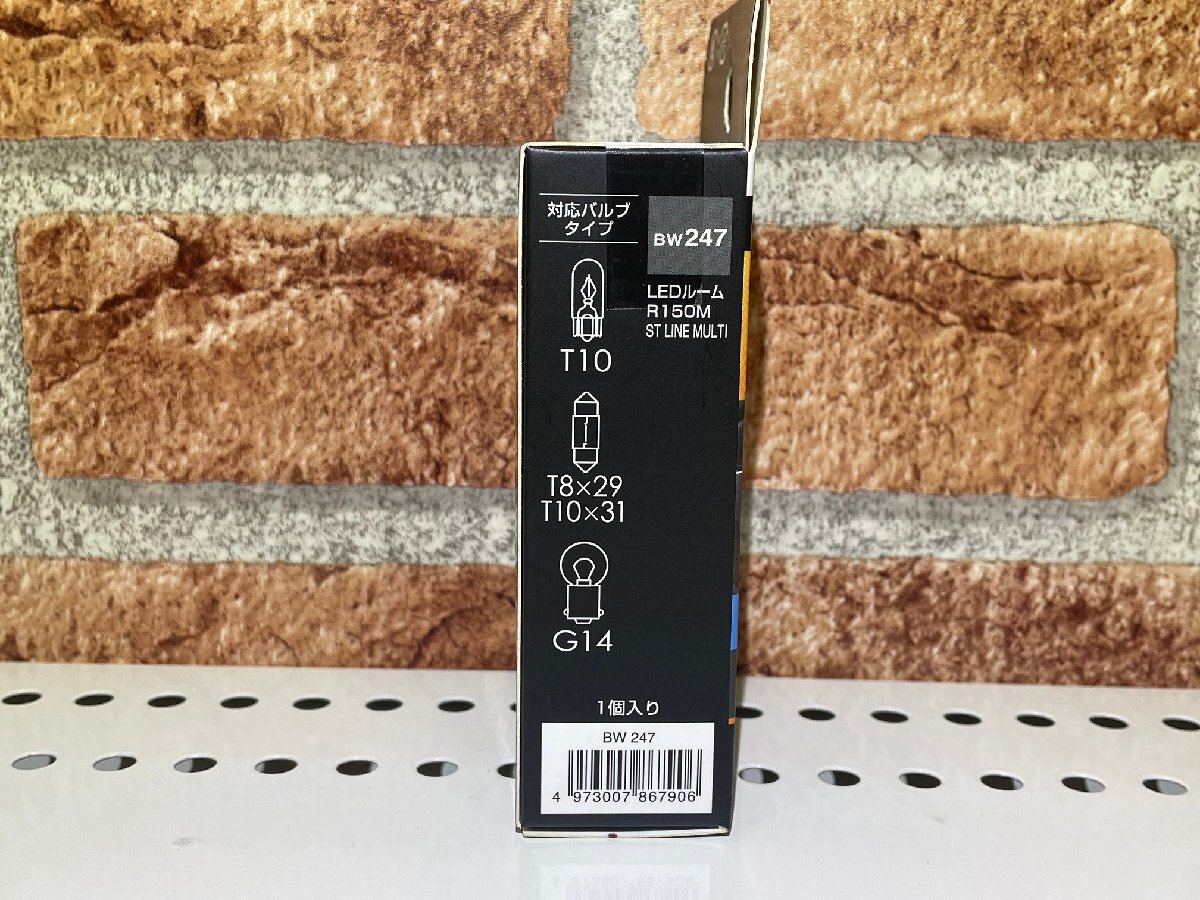 対応バルブ
タイプ
BW247
LEDルーム
R150M
ST LINE MULTI
T10
T8×29
T10×31
G14
1個入り
BW 247
4 973007 867906